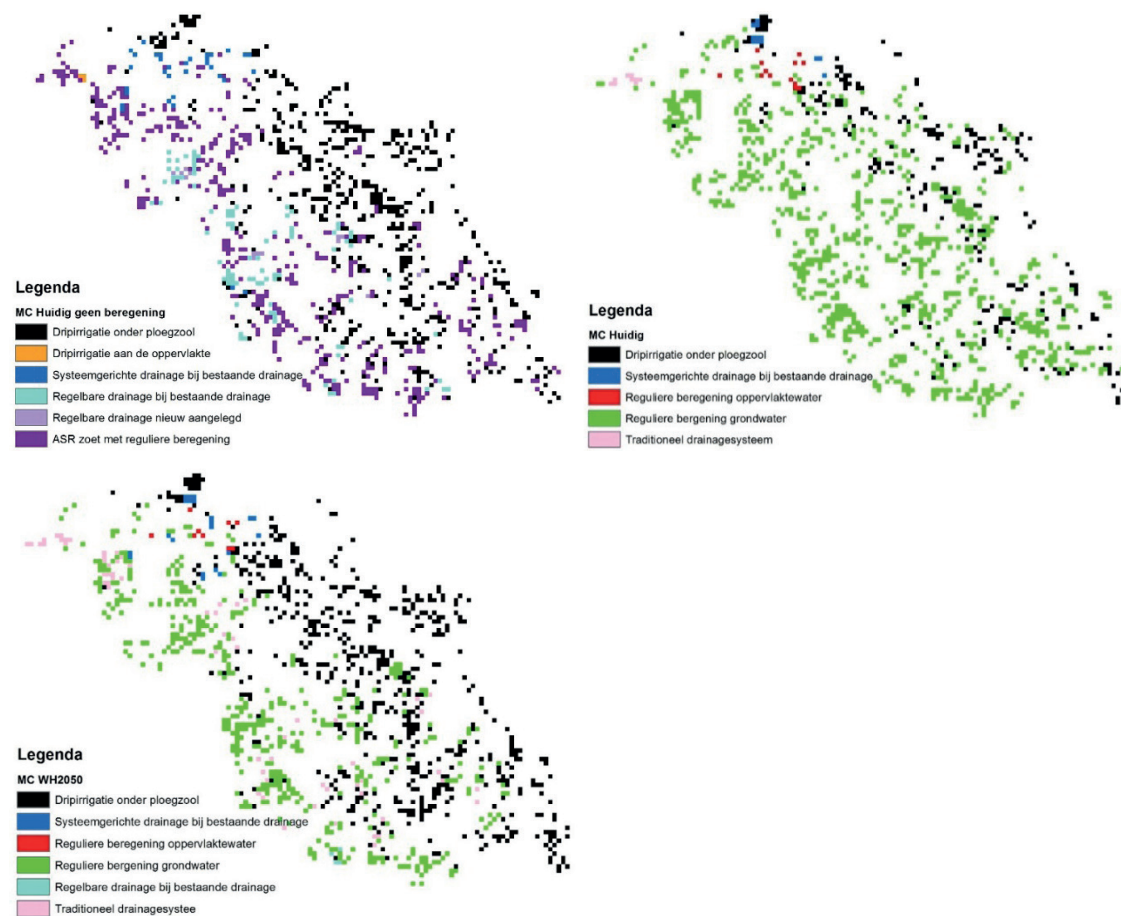 Legenda
MC Huidig geen beregening
Dripirrigatie onder ploegzool
Dripirrigatie aan de oppervlakte
Systeemgerichte drainage bij bestaande drainage
Regelbare drainage bij bestaande drainage
Regelbare drainage nieuw aangelegd
ASR zoet met reguliere beregening
Legenda
MC Huidig
Dripirrigatie onder ploegzool
Systeemgerichte drainage bij bestaande drainage
Reguliere beregening oppervlaktewater
Reguliere bergening grondwater
Traditioneel drainagesysteem
Legenda
MC WH2050
Dripirrigatie onder ploegzool
Systeemgerichte drainage bij bestaande drainage
Reguliere beregening oppervlaktewater
Reguliere bergening grondwater
Regelbare drainage bij bestaande drainage
Traditioneel drainagesystee